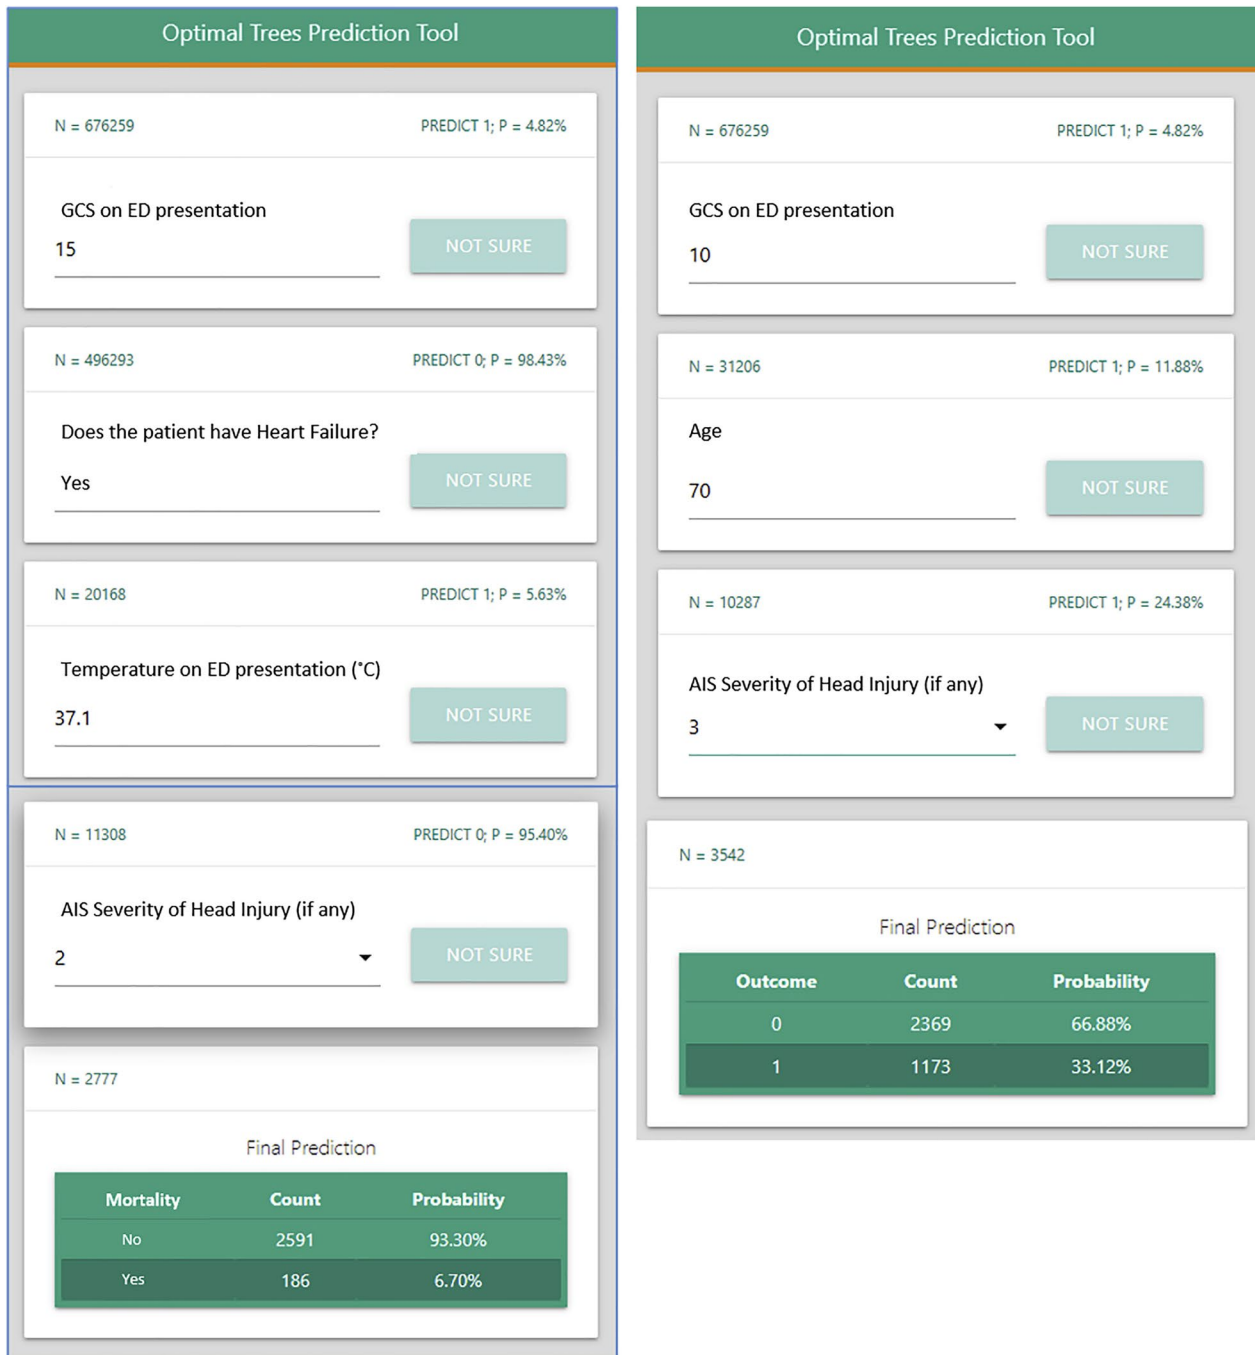 Optimal Trees Prediction Tool
N = 676259 PREDICT 1; P = 4.82%
GCS on ED presentation
15 NOT SURE
N = 496293 PREDICT 0; P = 98.43%
Does the patient have Heart Failure?
Yes NOT SURE
N = 20168 PREDICT 1; P = 5.63%
Temperature on ED presentation (˚C)
37.1 NOT SURE
N = 11308 PREDICT 0; P = 95.40%
AIS Severity of Head Injury (if any)
2 NOT SURE
N = 2777
Final Prediction
Mortality Count Probability
No 2591 93.30%
Yes 186 6.70%
Optimal Trees Prediction Tool
N = 676259 PREDICT 1; P = 4.82%
GCS on ED presentation
10 NOT SURE
N = 31206 PREDICT 1; P = 11.88%
Age
70 NOT SURE
N = 10287 PREDICT 1; P = 24.38%
AIS Severity of Head Injury (if any)
3 NOT SURE
N = 3542
Final Prediction
Outcome Count Probability
0 2369 66.88%
1 1173 33.12%